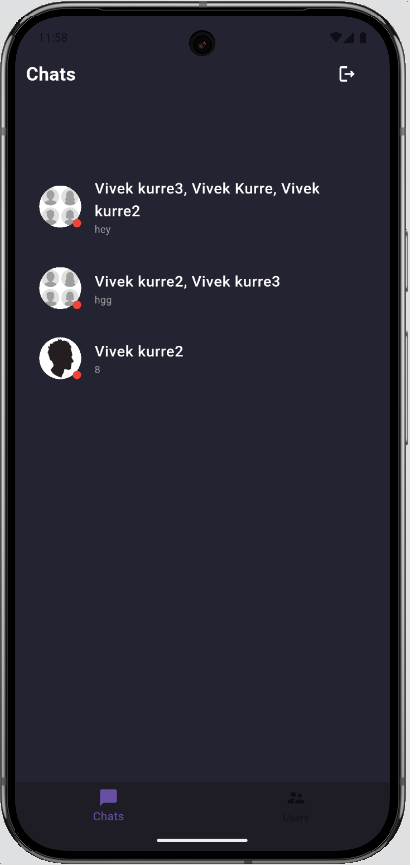 11:58
Chats
Vivek kurre3, Vivek Kurre, Vivek
kurre2
hey
Vivek kurre2, Vivek kurre3
hgg
Vivek kurre2
8
Chats
Users